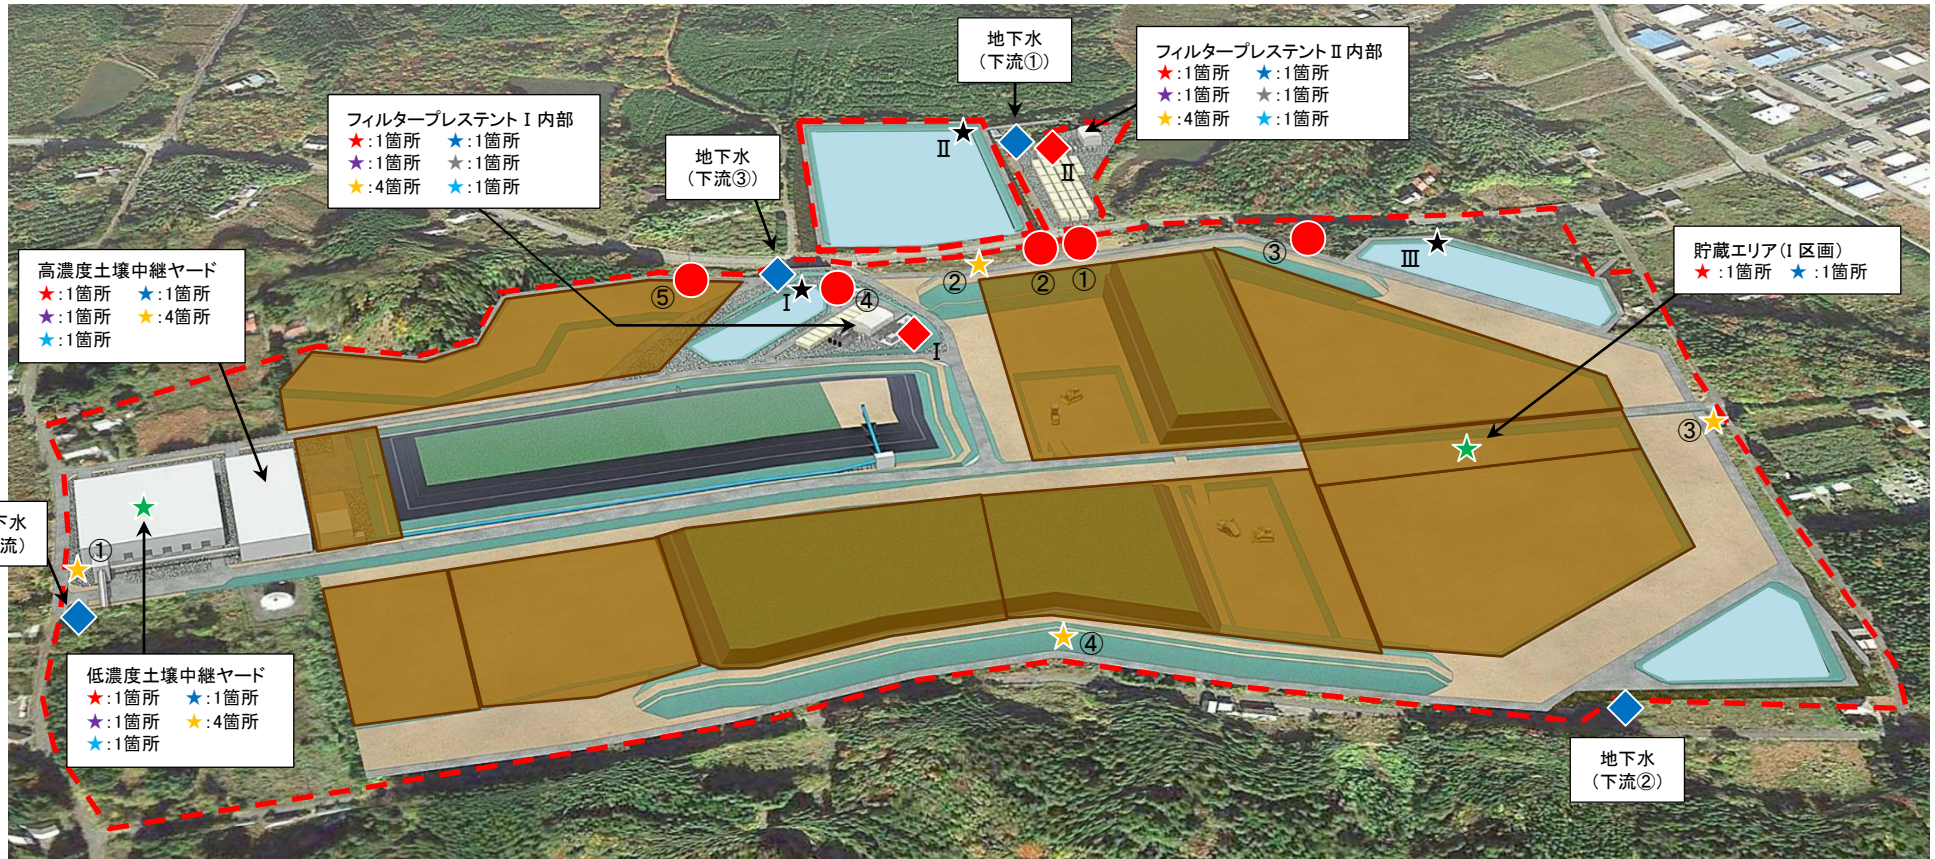 地下水
（下流①）
フィルタープレステントⅡ内部
★：1箇所 ★：1箇所
★：1箇所 ★：1箇所
★：4箇所 ★：1箇所
フィルタープレステントⅠ内部
★：1箇所 ★：1箇所
★：1箇所 ★：1箇所
★：4箇所 ★：1箇所
地下水
（下流③）
Ⅱ
Ⅱ
高濃度土壌中継ヤード
★：1箇所 ★：1箇所
★：1箇所 ★：4箇所
★：1箇所
貯蔵エリア(Ⅰ区画)
★：1箇所 ★：1箇所
⑤
Ⅰ
④
Ⅰ
②
②
①
③
Ⅲ
③
下水
流）
①
④
低濃度土壌中継ヤード
★：1箇所 ★：1箇所
★：1箇所 ★：4箇所
★：1箇所
地下水
（下流②）